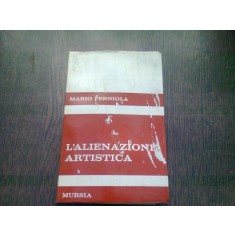 MARIO PERNIOLA
L'ALIENAZIONE
ARTISTICA
MURSIA